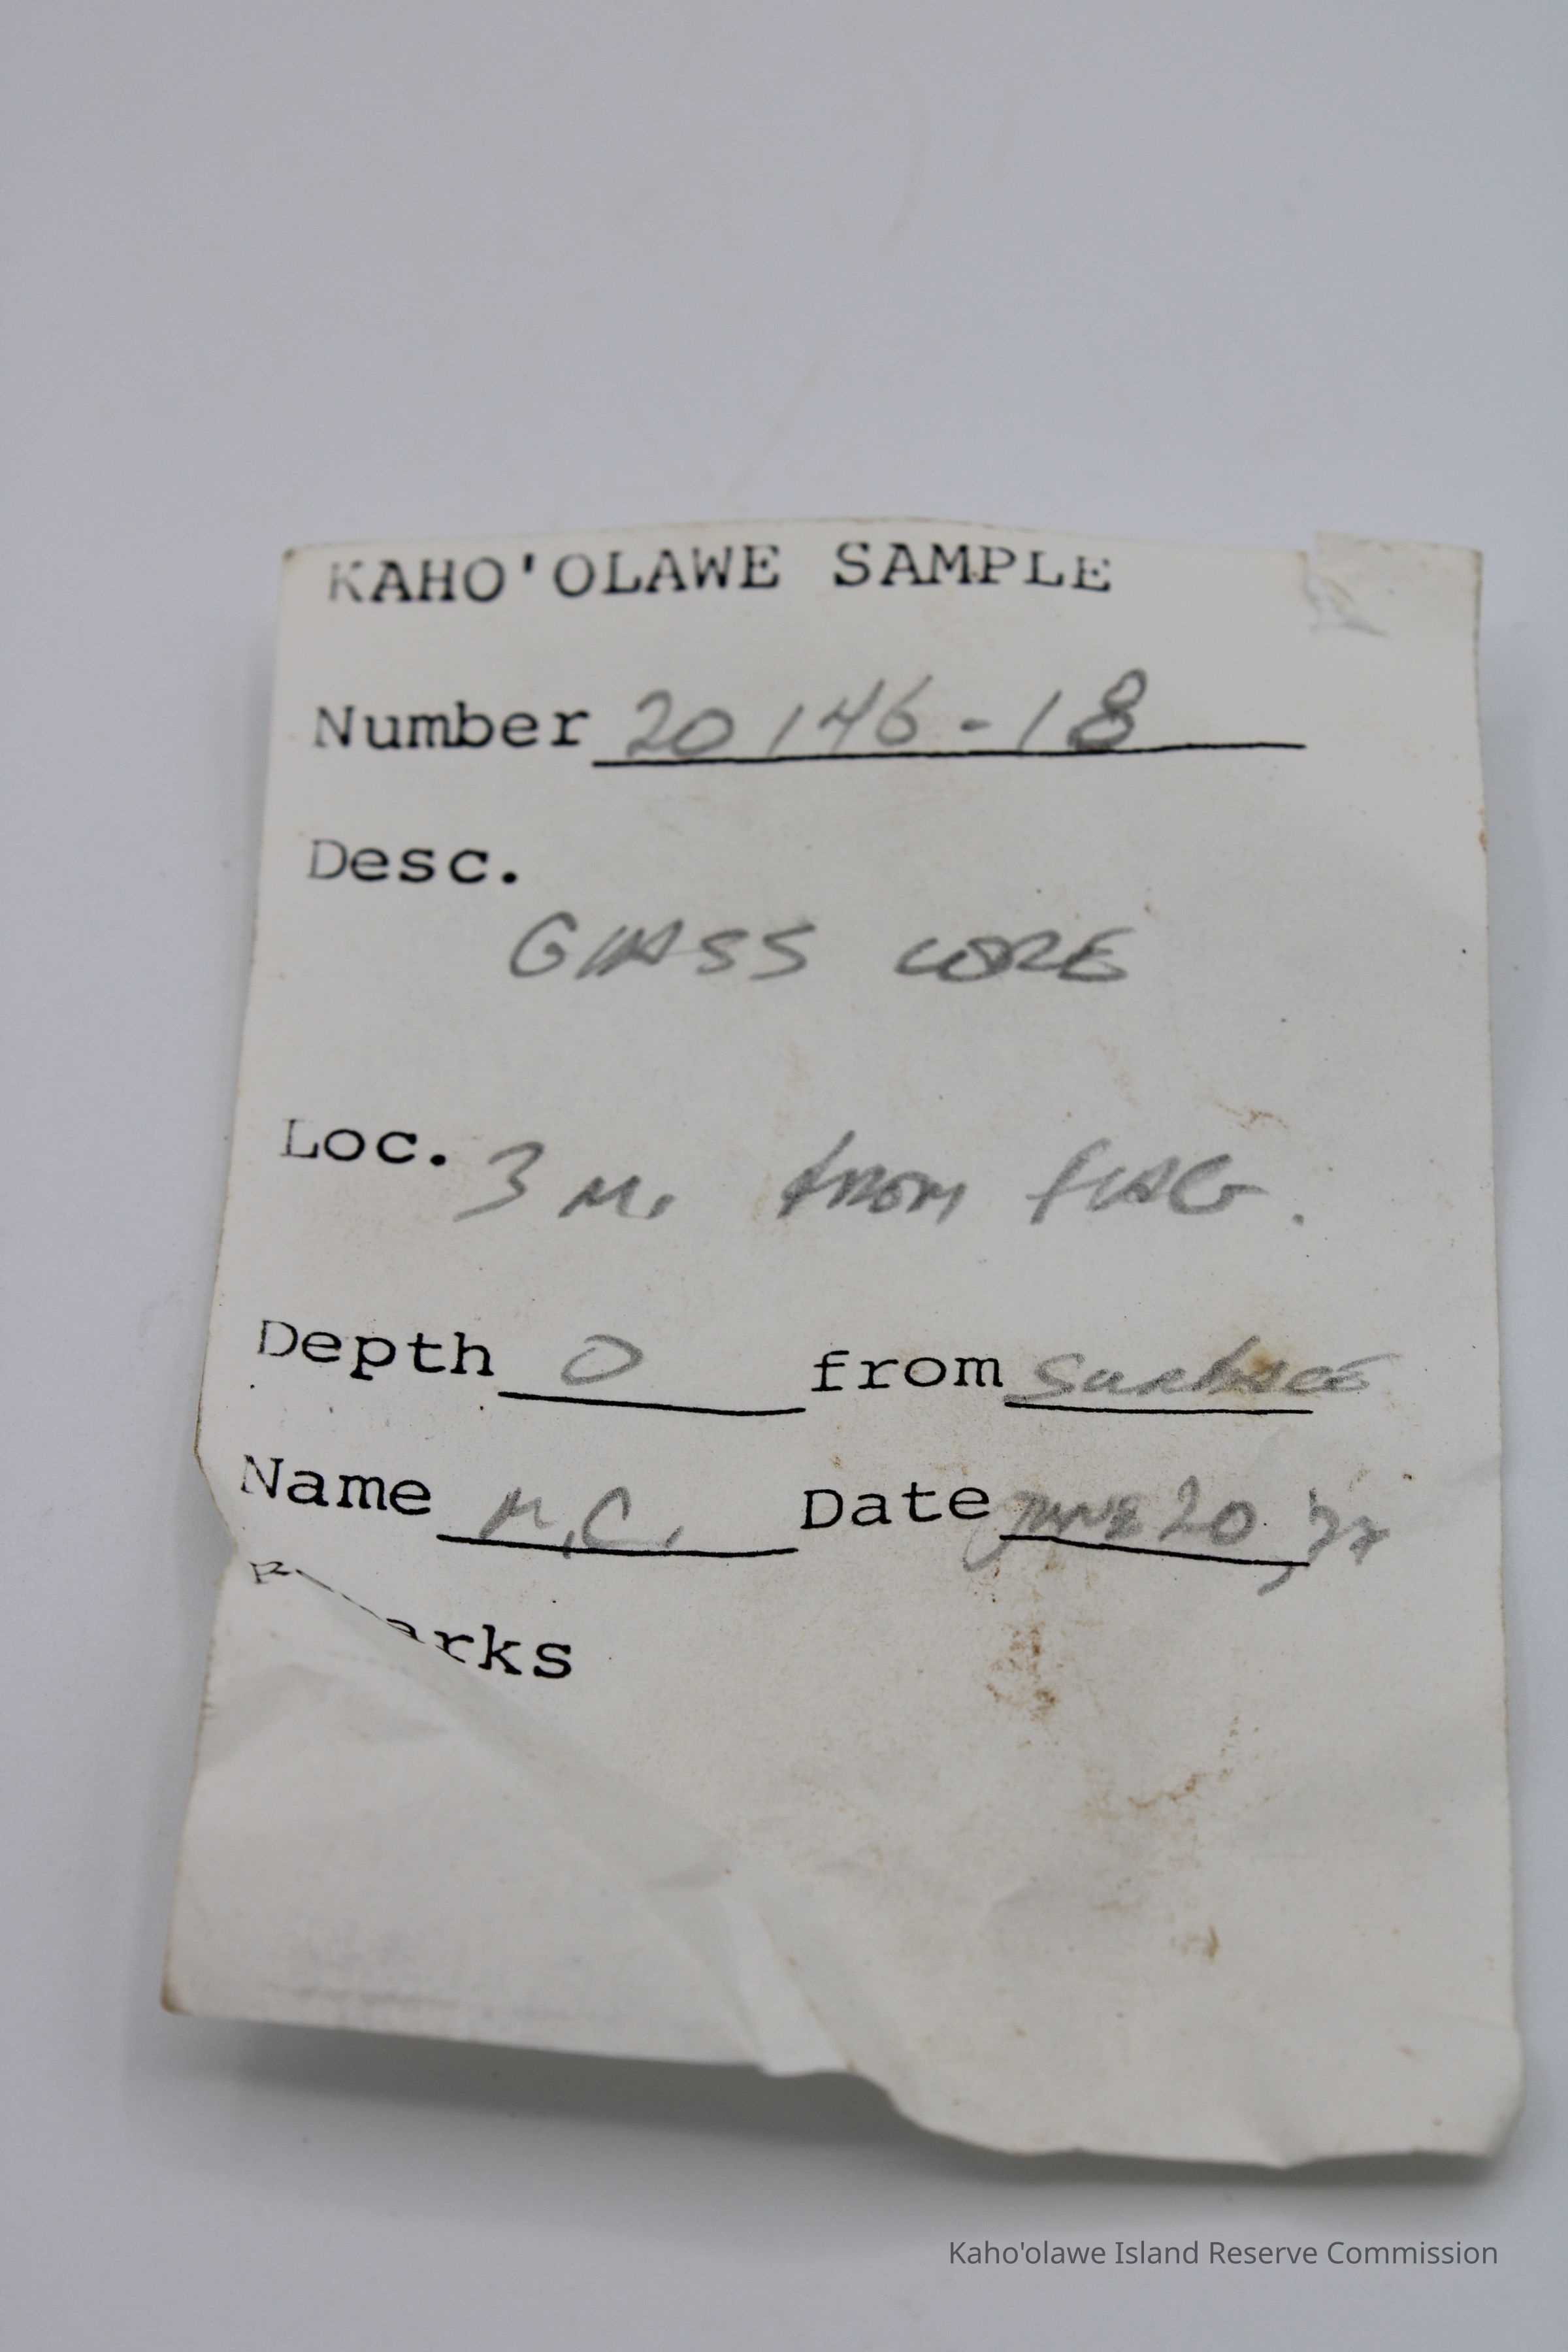 KAHO'OLAWE SAMPLE
Number 20146-18
Desc.
GLASS CORE
Loc. 3 M. from FLAG.
Depth 0 from SURFACE
Name M.C. Date JUNE 20,
arks
Kaho'olawe Island Reserve Commission